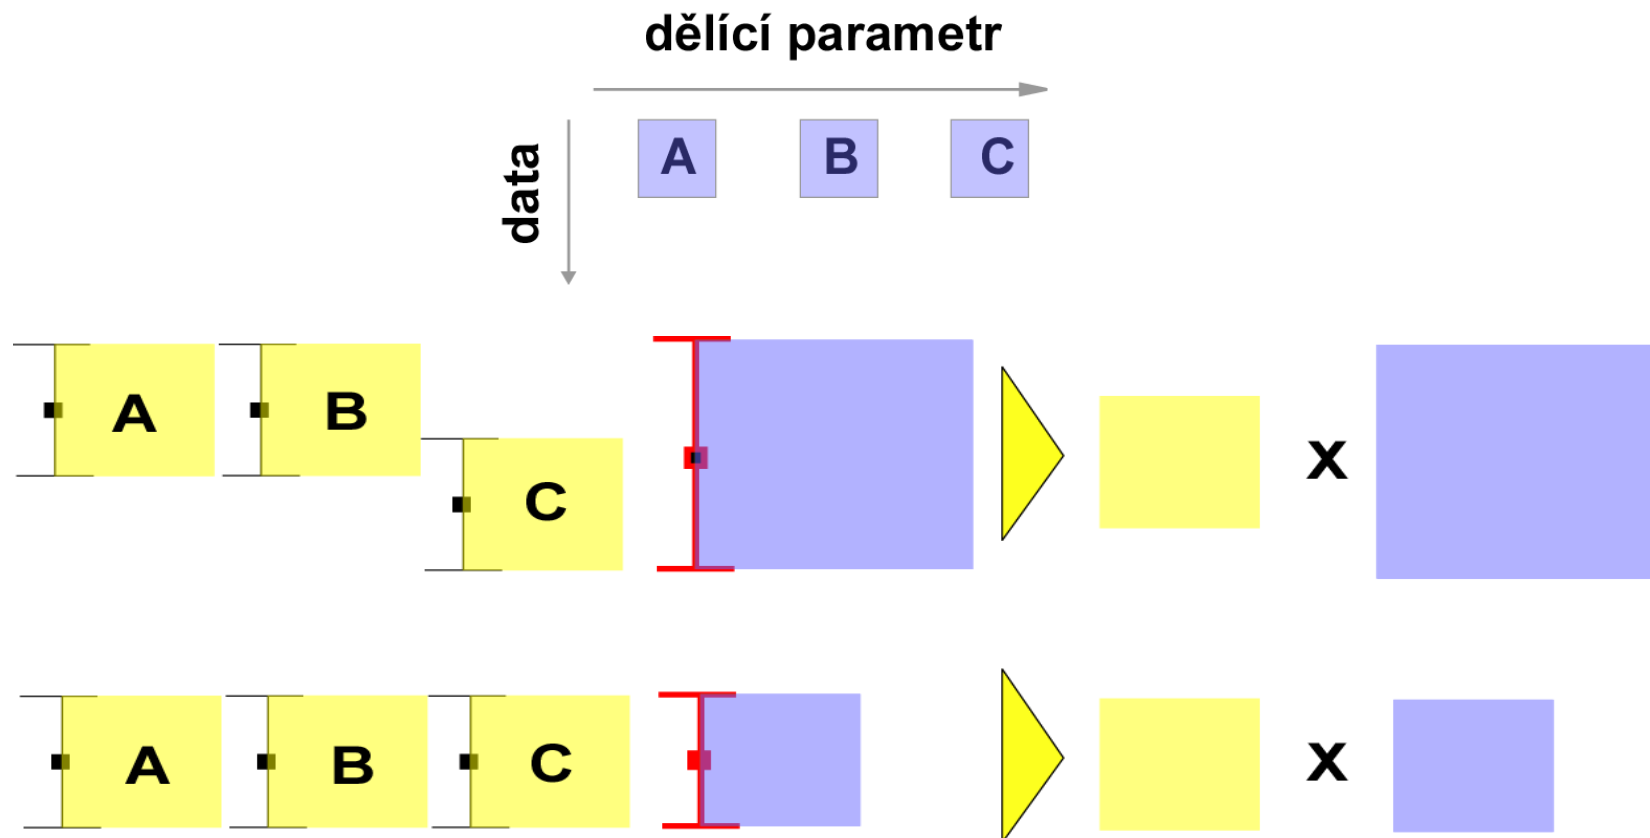 dělící parametr
A B C
data
A B
C
X
A B C
X